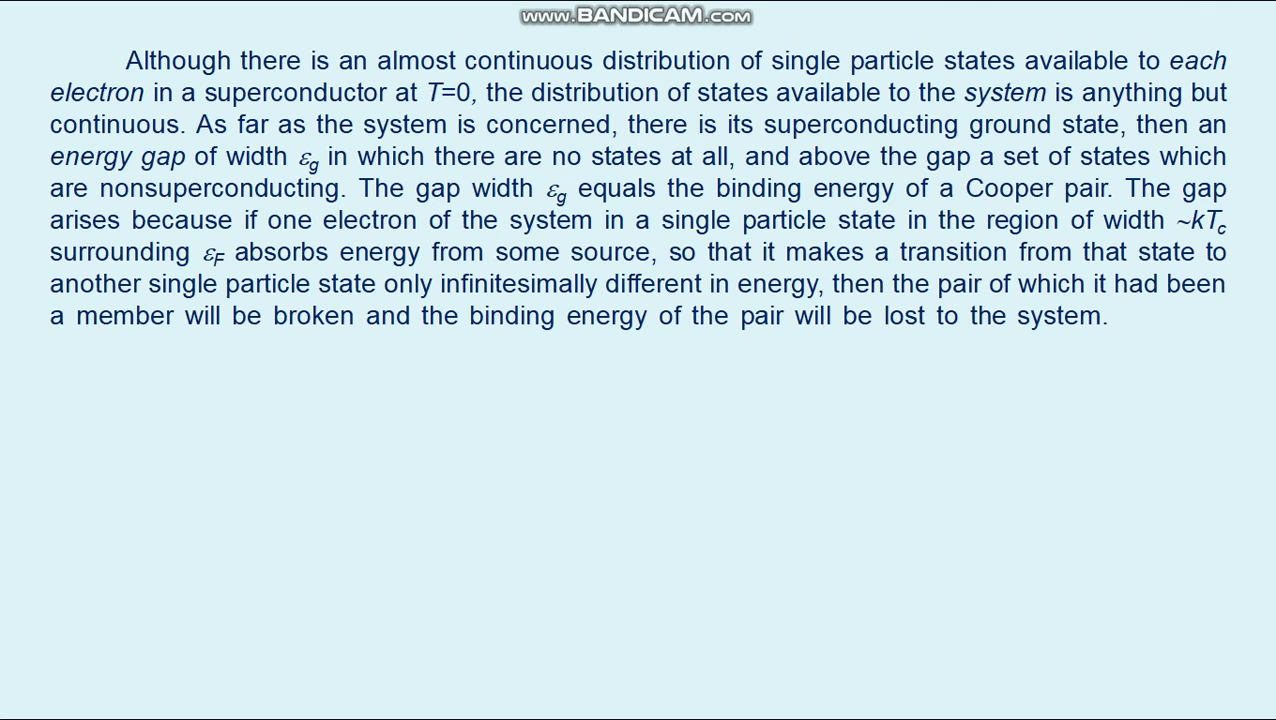 www.BANDICAM.com
Although there is an almost continuous distribution of single particle states available to each
electron in a superconductor at T=0, the distribution of states available to the system is anything but
continuous. As far as the system is concerned, there is its superconducting ground state, then an
energy gap of width εg in which there are no states at all, and above the gap a set of states which
are nonsuperconducting. The gap width εg equals the binding energy of a Cooper pair. The gap
arises because if one electron of the system in a single particle state in the region of width ~kTc
surrounding εF absorbs energy from some source, so that it makes a transition from that state to
another single particle state only infinitesimally different in energy, then the pair of which it had been
a member will be broken and the binding energy of the pair will be lost to the system.